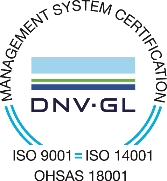 MANAGEMENT SYSTEM CERTIFICATION
DNV·GL
ISO 9001 = ISO 14001
OHSAS 18001